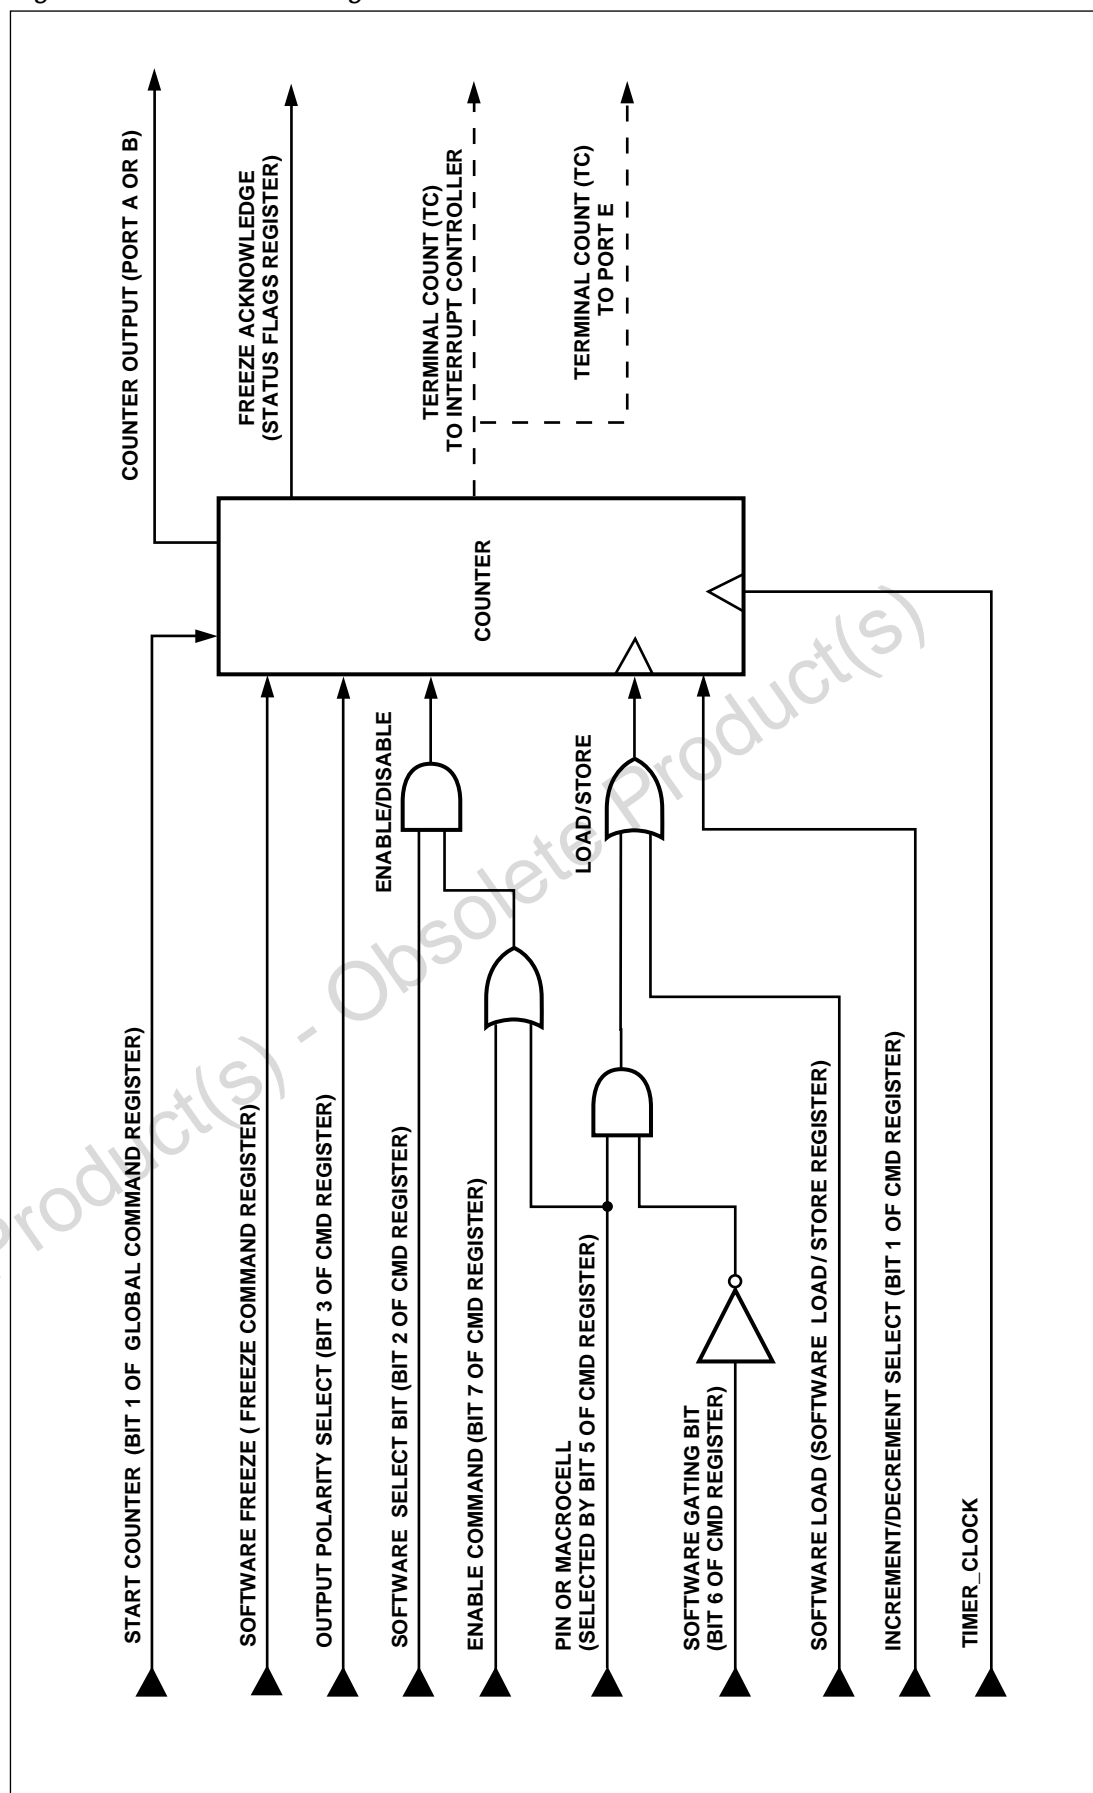 COUNTER OUTPUT (PORT A OR B)
FREEZE ACKNOWLEDGE
(STATUS FLAGS REGISTER)
TERMINAL COUNT (TC)
TO INTERRUPT CONTROLLER
TERMINAL COUNT (TC)
TO PORT E
COUNTER
ENABLE/DISABLE
LOAD/STORE
START COUNTER (BIT 1 OF GLOBAL COMMAND REGISTER)
SOFTWARE FREEZE ( FREEZE COMMAND REGISTER)
OUTPUT POLARITY SELECT (BIT 3 OF CMD REGISTER)
SOFTWARE SELECT BIT (BIT 2 OF CMD REGISTER)
ENABLE COMMAND (BIT 7 OF CMD REGISTER)
PIN OR MACROCELL
(SELECTED BY BIT 5 OF CMD REGISTER)
SOFTWARE GATING BIT
(BIT 6 OF CMD REGISTER)
SOFTWARE LOAD (SOFTWARE LOAD/ STORE REGISTER)
INCREMENT/DECREMENT SELECT (BIT 1 OF CMD REGISTER)
TIMER_CLOCK
Product(s) - Obsolete Product(s)